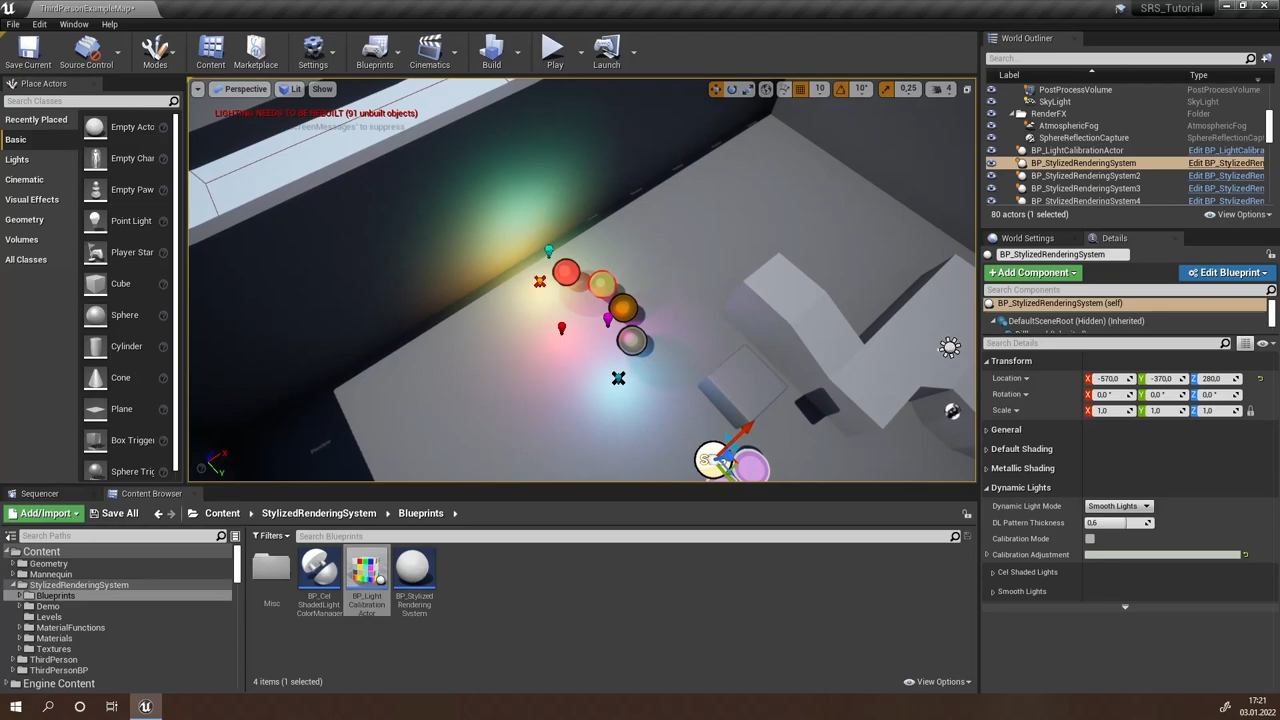 ThirdPersonExampleMap*
SRS_Tutorial
File Edit Window Help
Save Current Source Control Modes Content Marketplace Settings Blueprints Cinematics Build Play Launch
Place Actors
Search Classes
Recently Placed
Basic
Lights
Cinematic
Visual Effects
Geometry
Volumes
All Classes
Empty Acto
Empty Char
Empty Paw
Point Light
Player Star
Cube
Sphere
Cylinder
Cone
Plane
Box Trigger
Sphere Trig
Perspective Lit Show
10 10° 0,25 4
LIGHTING NEEDS TO BE REBUILT (91 unbuilt objects)
ScreenMessages' to suppress
X
Y
World Outliner
Search...
Label Type
PostProcessVolume PostProcessVolume
SkyLight SkyLight
RenderFX Folder
AtmosphericFog AtmosphericFog
SphereReflectionCapture SphereReflectionCapt
BP_LightCalibrationActor Edit BP_LightCalibra
BP_StylizedRenderingSystem Edit BP_StylizedRen
BP_StylizedRenderingSystem2 Edit BP_StylizedRen
BP_StylizedRenderingSystem3 Edit BP_StylizedRen
BP_StylizedRenderingSystem4 Edit BP_StylizedRen
80 actors (1 selected) View Options
World Settings Details
BP_StylizedRenderingSystem
+Add Component Edit Blueprint
Search Components
BP_StylizedRenderingSystem (self)
DefaultSceneRoot (Hidden) (Inherited)
Search Details
Transform
Location X -570,0 Y -370,0 Z 280,0
Rotation X 0,0 ° Y 0,0 ° Z 0,0 °
Scale X 1,0 Y 1,0 Z 1,0
General
Default Shading
Metallic Shading
Dynamic Lights
Dynamic Light Mode Smooth Lights
DL Pattern Thickness 0,6
Calibration Mode
Calibration Adjustment
Cel Shaded Lights
Smooth Lights
Sequencer Content Browser
Add/Import Save All Content StylizedRenderingSystem Blueprints
Search Paths
Filters Search Blueprints
Content
Geometry
Mannequin
StylizedRenderingSystem
Blueprints
Demo
Levels
MaterialFunctions
Materials
Textures
ThirdPerson
ThirdPersonBP
Engine Content
Misc
BP_Cel
ShadedLight
ColorManager
BP_Light
Calibration
Actor
BP_Stylized
Rendering
System
4 items (1 selected) View Options
17:21
03.01.2022